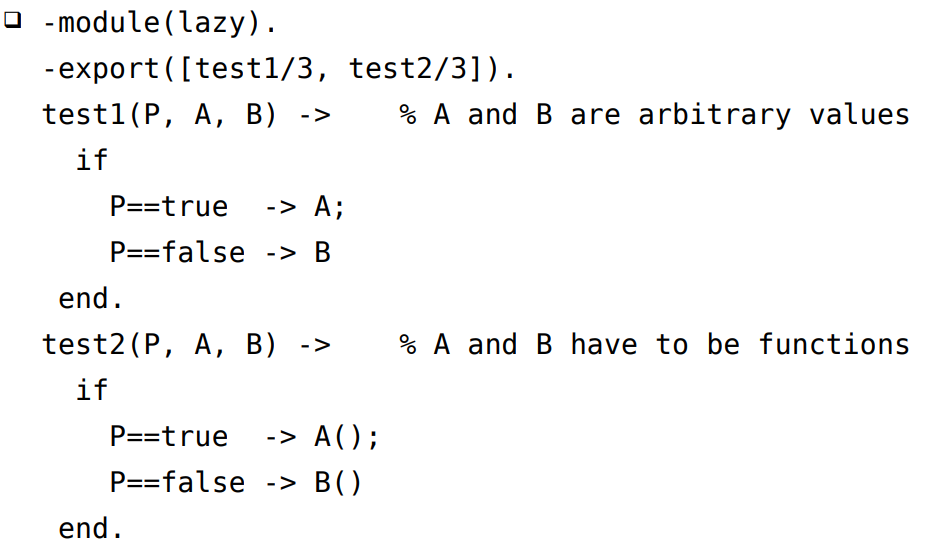 ❑ -module(lazy).
-export([test1/3, test2/3]).
test1(P, A, B) ->    % A and B are arbitrary values
  if
    P==true  -> A;
    P==false -> B
 end.
test2(P, A, B) ->    % A and B have to be functions
  if
    P==true  -> A();
    P==false -> B()
 end.